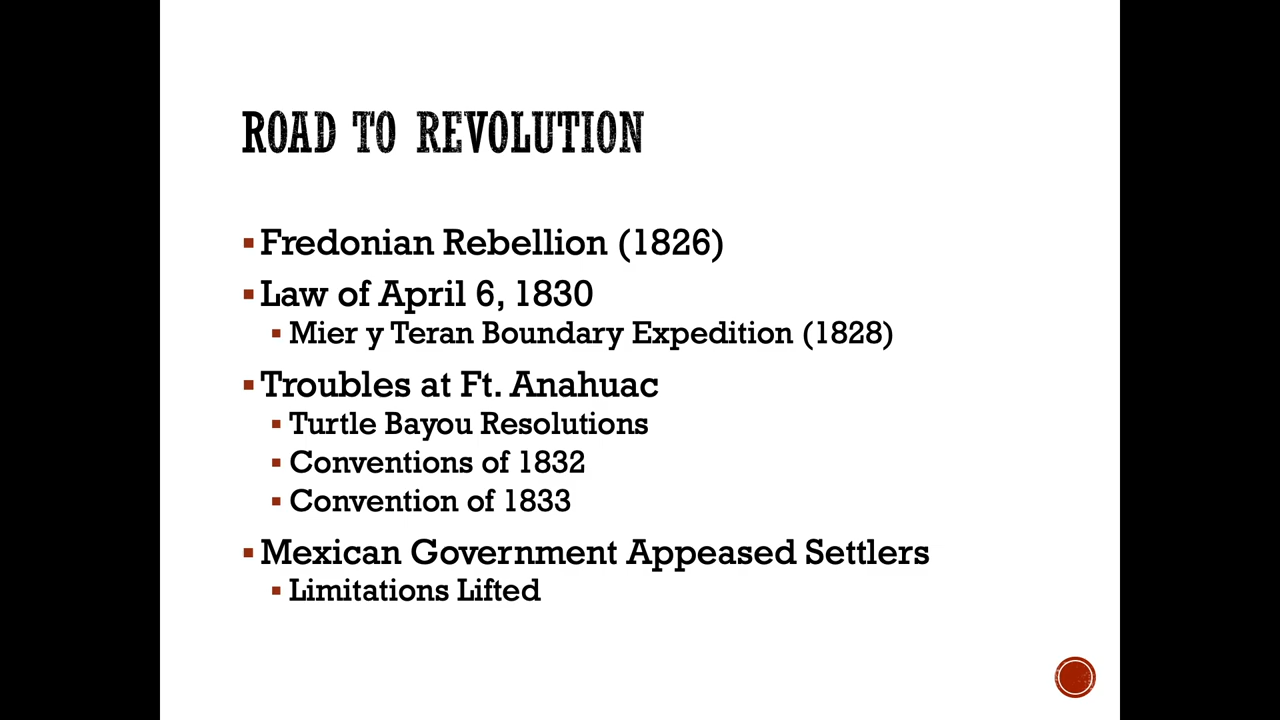 ROAD TO REVOLUTION
▪Fredonian Rebellion (1826)
▪Law of April 6, 1830
▪Mier y Teran Boundary Expedition (1828)
▪Troubles at Ft. Anahuac
▪Turtle Bayou Resolutions
▪Conventions of 1832
▪Convention of 1833
▪Mexican Government Appeased Settlers
▪Limitations Lifted